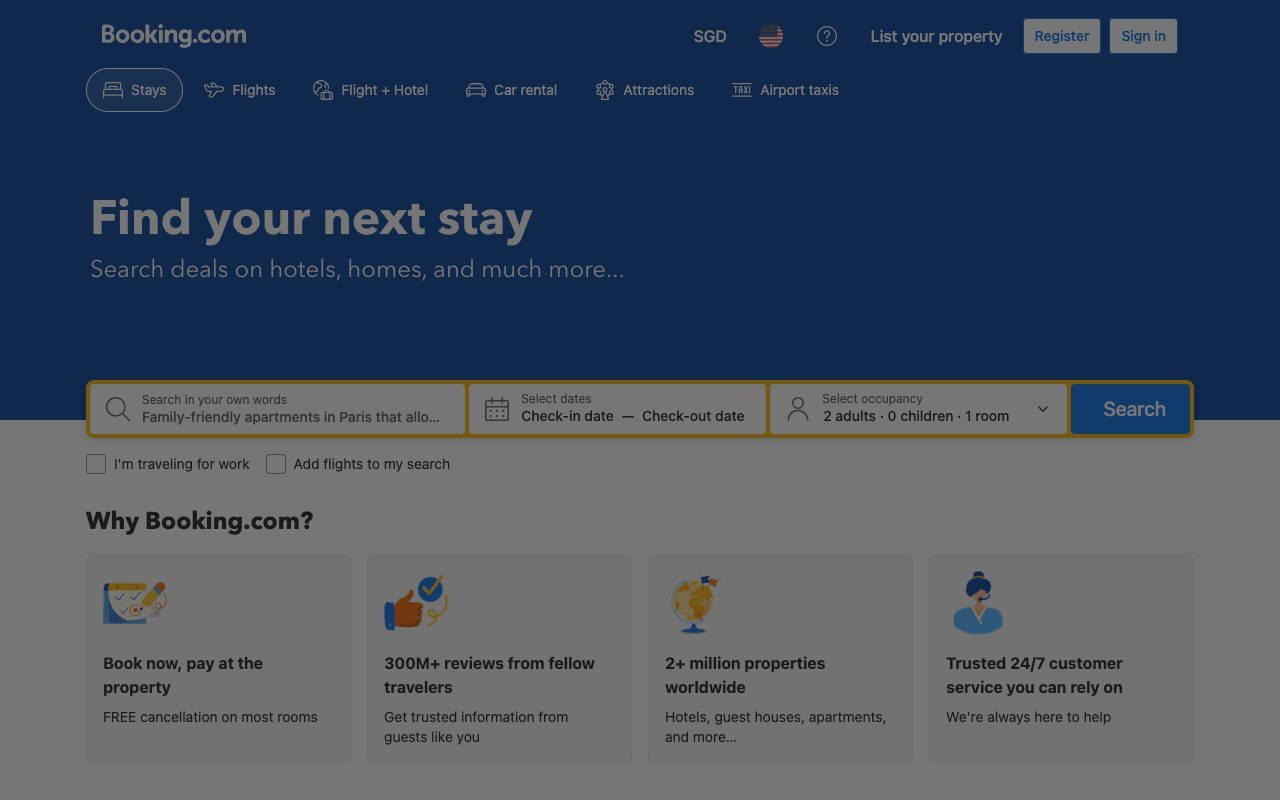 Booking.com
SGD
List your property
Register
Sign in
Stays
Flights
Flight + Hotel
Car rental
Attractions
TAXI Airport taxis
Find your next stay
Search deals on hotels, homes, and much more...
Search in your own words
Family-friendly apartments in Paris that allo...
Select dates
Check-in date — Check-out date
Select occupancy
2 adults · 0 children · 1 room
Search
I'm traveling for work
Add flights to my search
Why Booking.com?
Book now, pay at the
property
FREE cancellation on most rooms
300M+ reviews from fellow
travelers
Get trusted information from
guests like you
2+ million properties
worldwide
Hotels, guest houses, apartments,
and more...
Trusted 24/7 customer
service you can rely on
We're always here to help